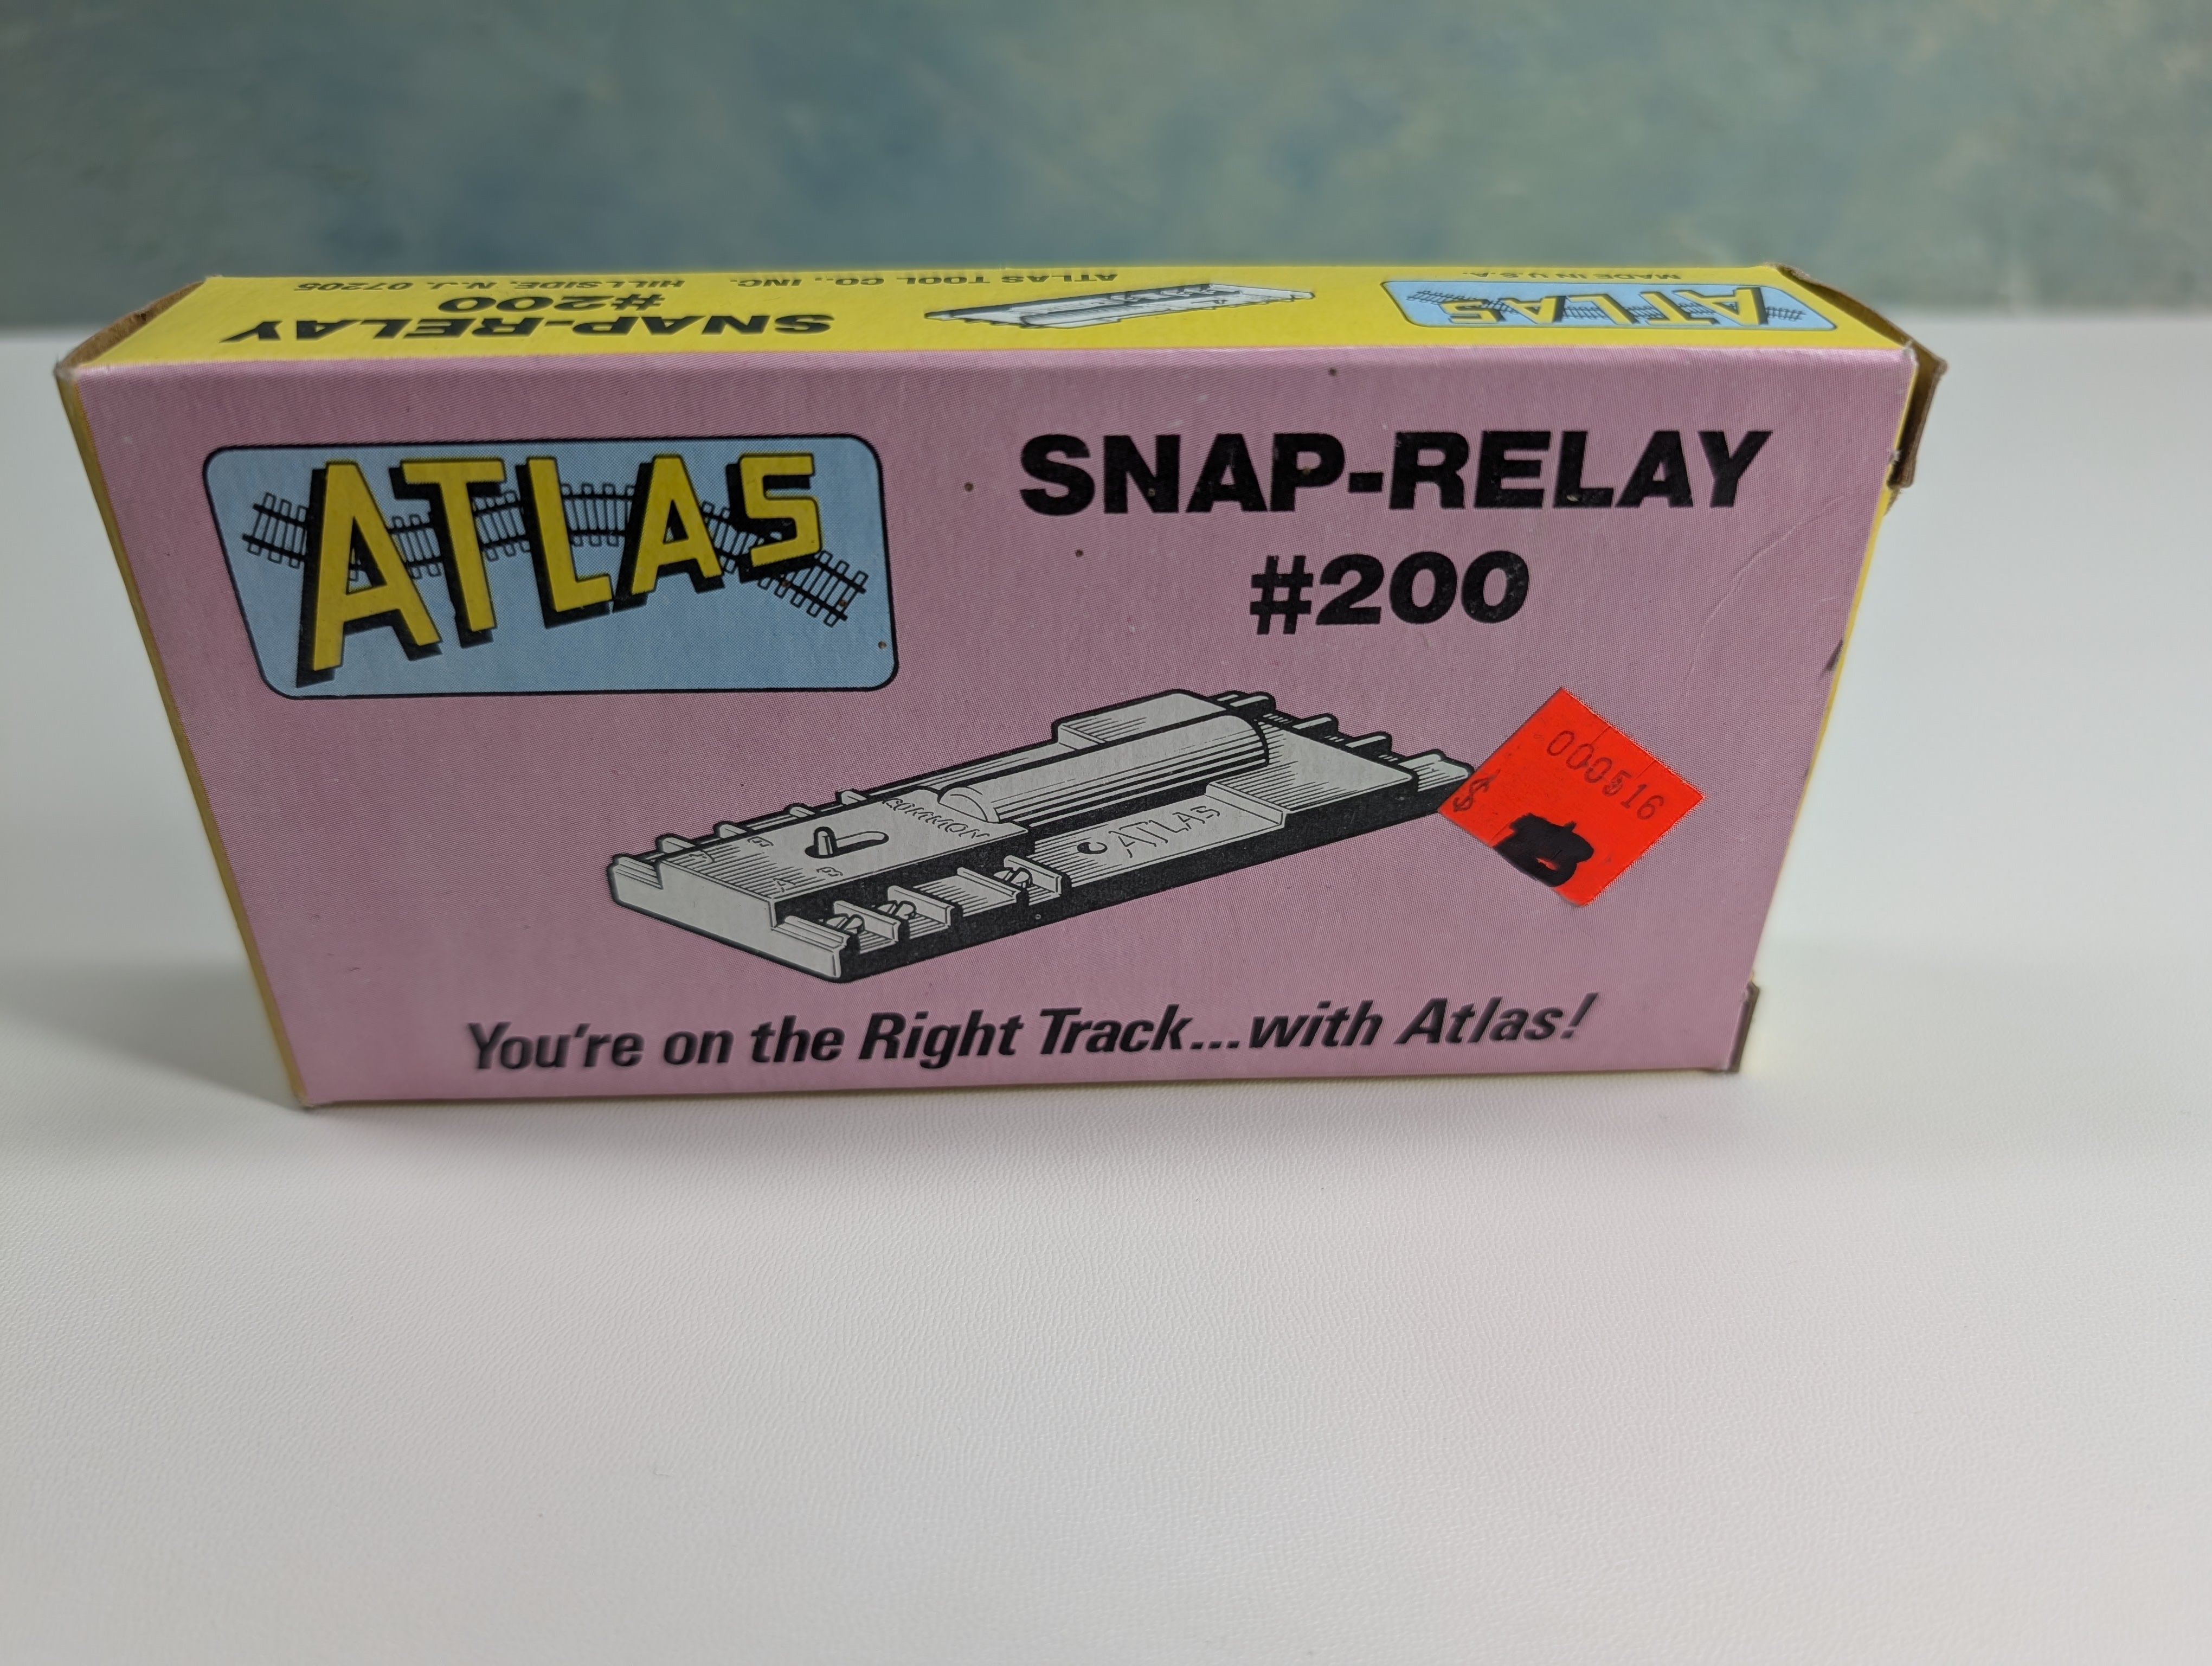 MADE IN U.S.A.
ATLAS
ATLAS TOOL CO., INC. HILLSIDE, N.J. 07205
SNAP-RELAY
#200
ATLAS
SNAP-RELAY
#200
COMMON
ATLAS
000516
$
You're on the Right Track...with Atlas!